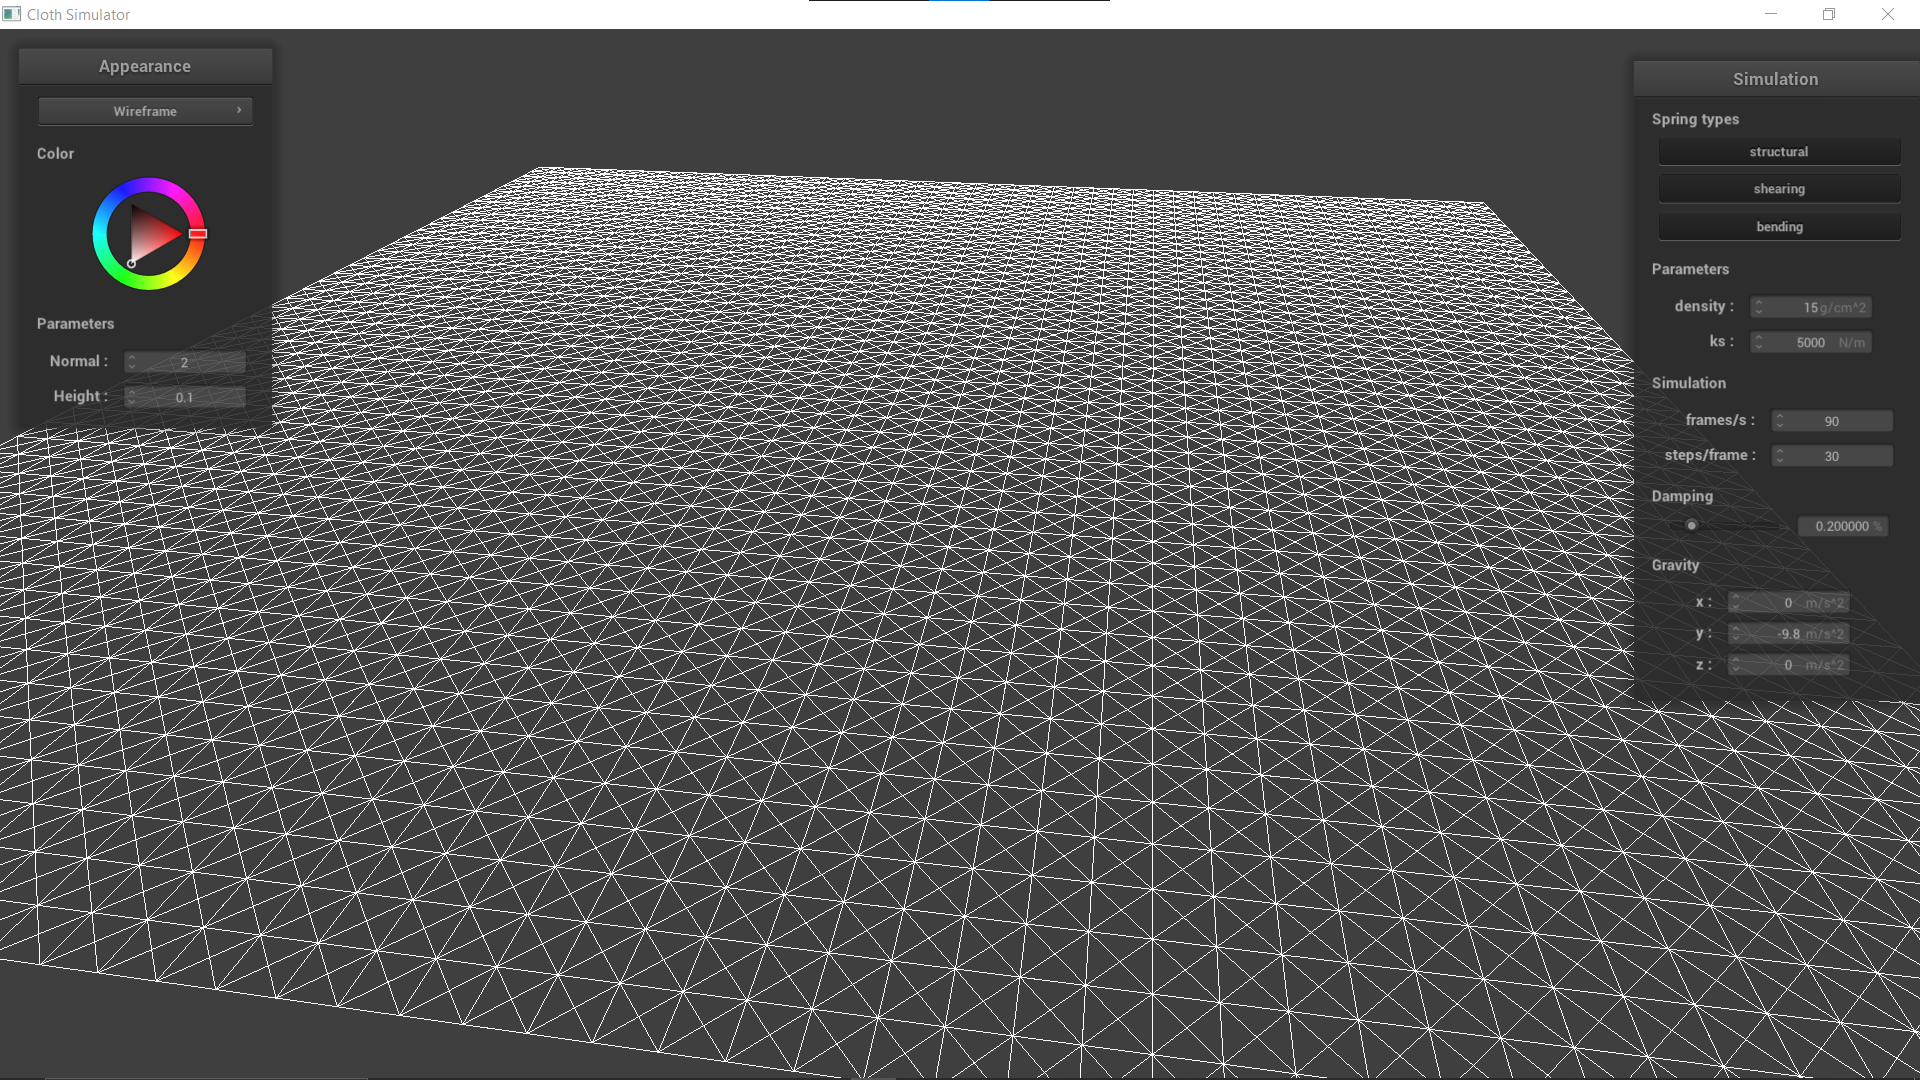 Cloth Simulator
Appearance
Wireframe
Color
Parameters
Normal : 2
Height : 0.1
Simulation
Spring types
structural
shearing
bending
Parameters
density : 15 g/cm^2
ks : 5000 N/m
Simulation
frames/s : 90
steps/frame : 30
Damping
0.200000 %
Gravity
x : 0 m/s^2
y : -9.8 m/s^2
z : 0 m/s^2